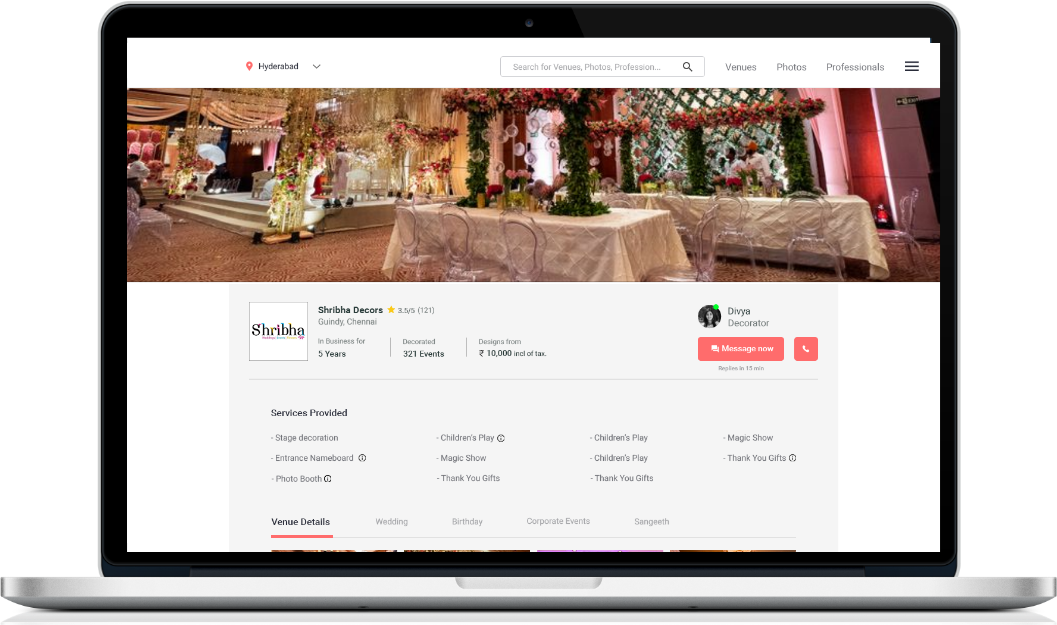 Hyderabad
Search for Venues, Photos, Profession...
Venues Photos Professionals
Shribha
Shribha Decors 3.5/5 (121)
Guindy, Chennai
In Business for
5 Years
Decorated
321 Events
Designs from
₹ 10,000 incl of tax.
Divya
Decorator
Message now
Replies in 15 min
Services Provided
- Stage decoration
- Children's Play
- Children's Play
- Magic Show
- Entrance Nameboard
- Magic Show
- Children's Play
- Thank You Gifts
- Photo Booth
- Thank You Gifts
- Thank You Gifts
Venue Details Wedding Birthday Corporate Events Sangeeth